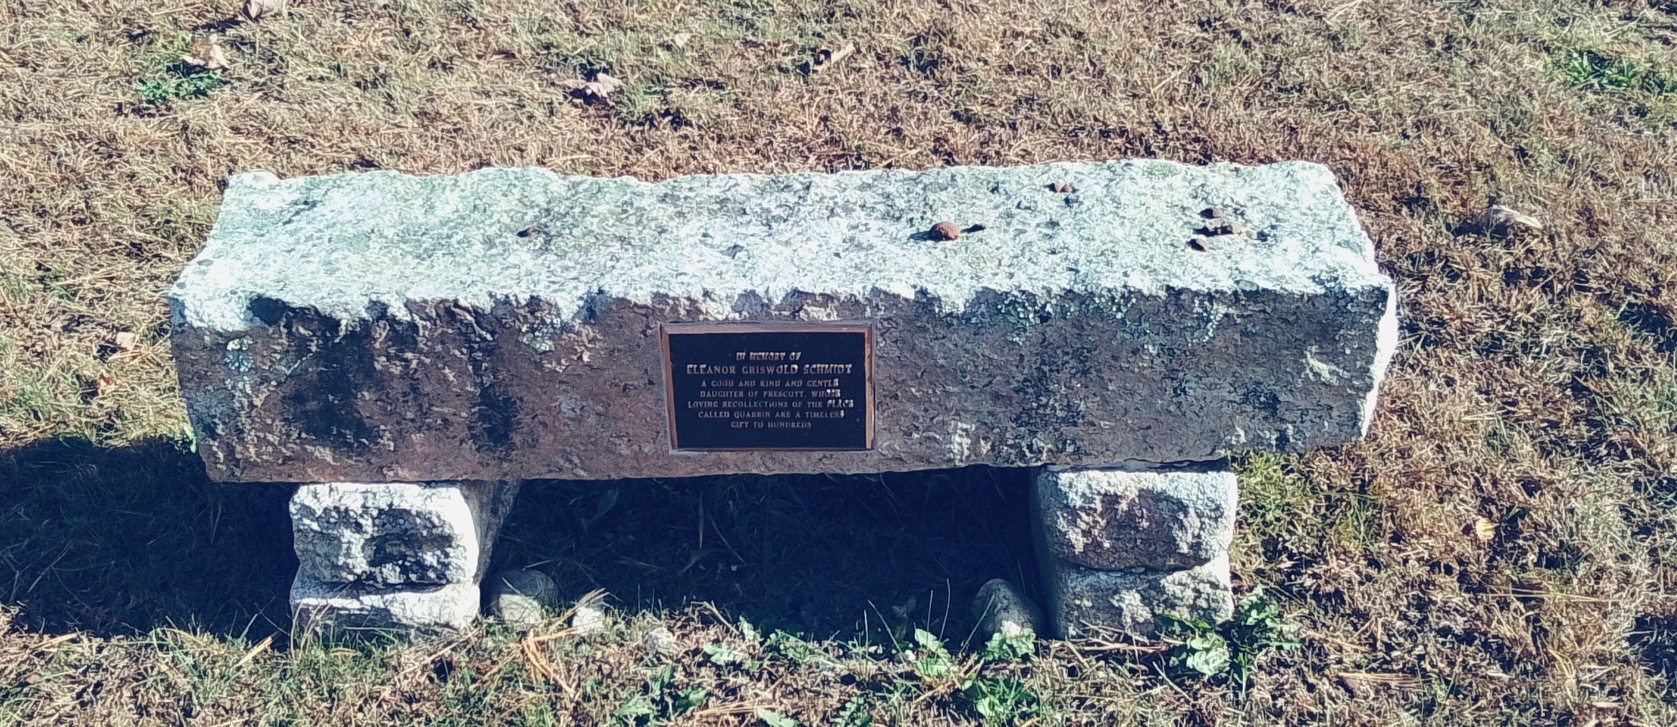 IN MEMORY OF
ELEANOR GRISWOLD SCHMIDT
A GOOD AND KIND AND GENTLE
DAUGHTER OF PRESCOTT, WHOSE
LOVING RECOLLECTIONS OF THE PLACE
CALLED QUABBIN ARE A TIMELESS
GIFT TO HUNDREDS